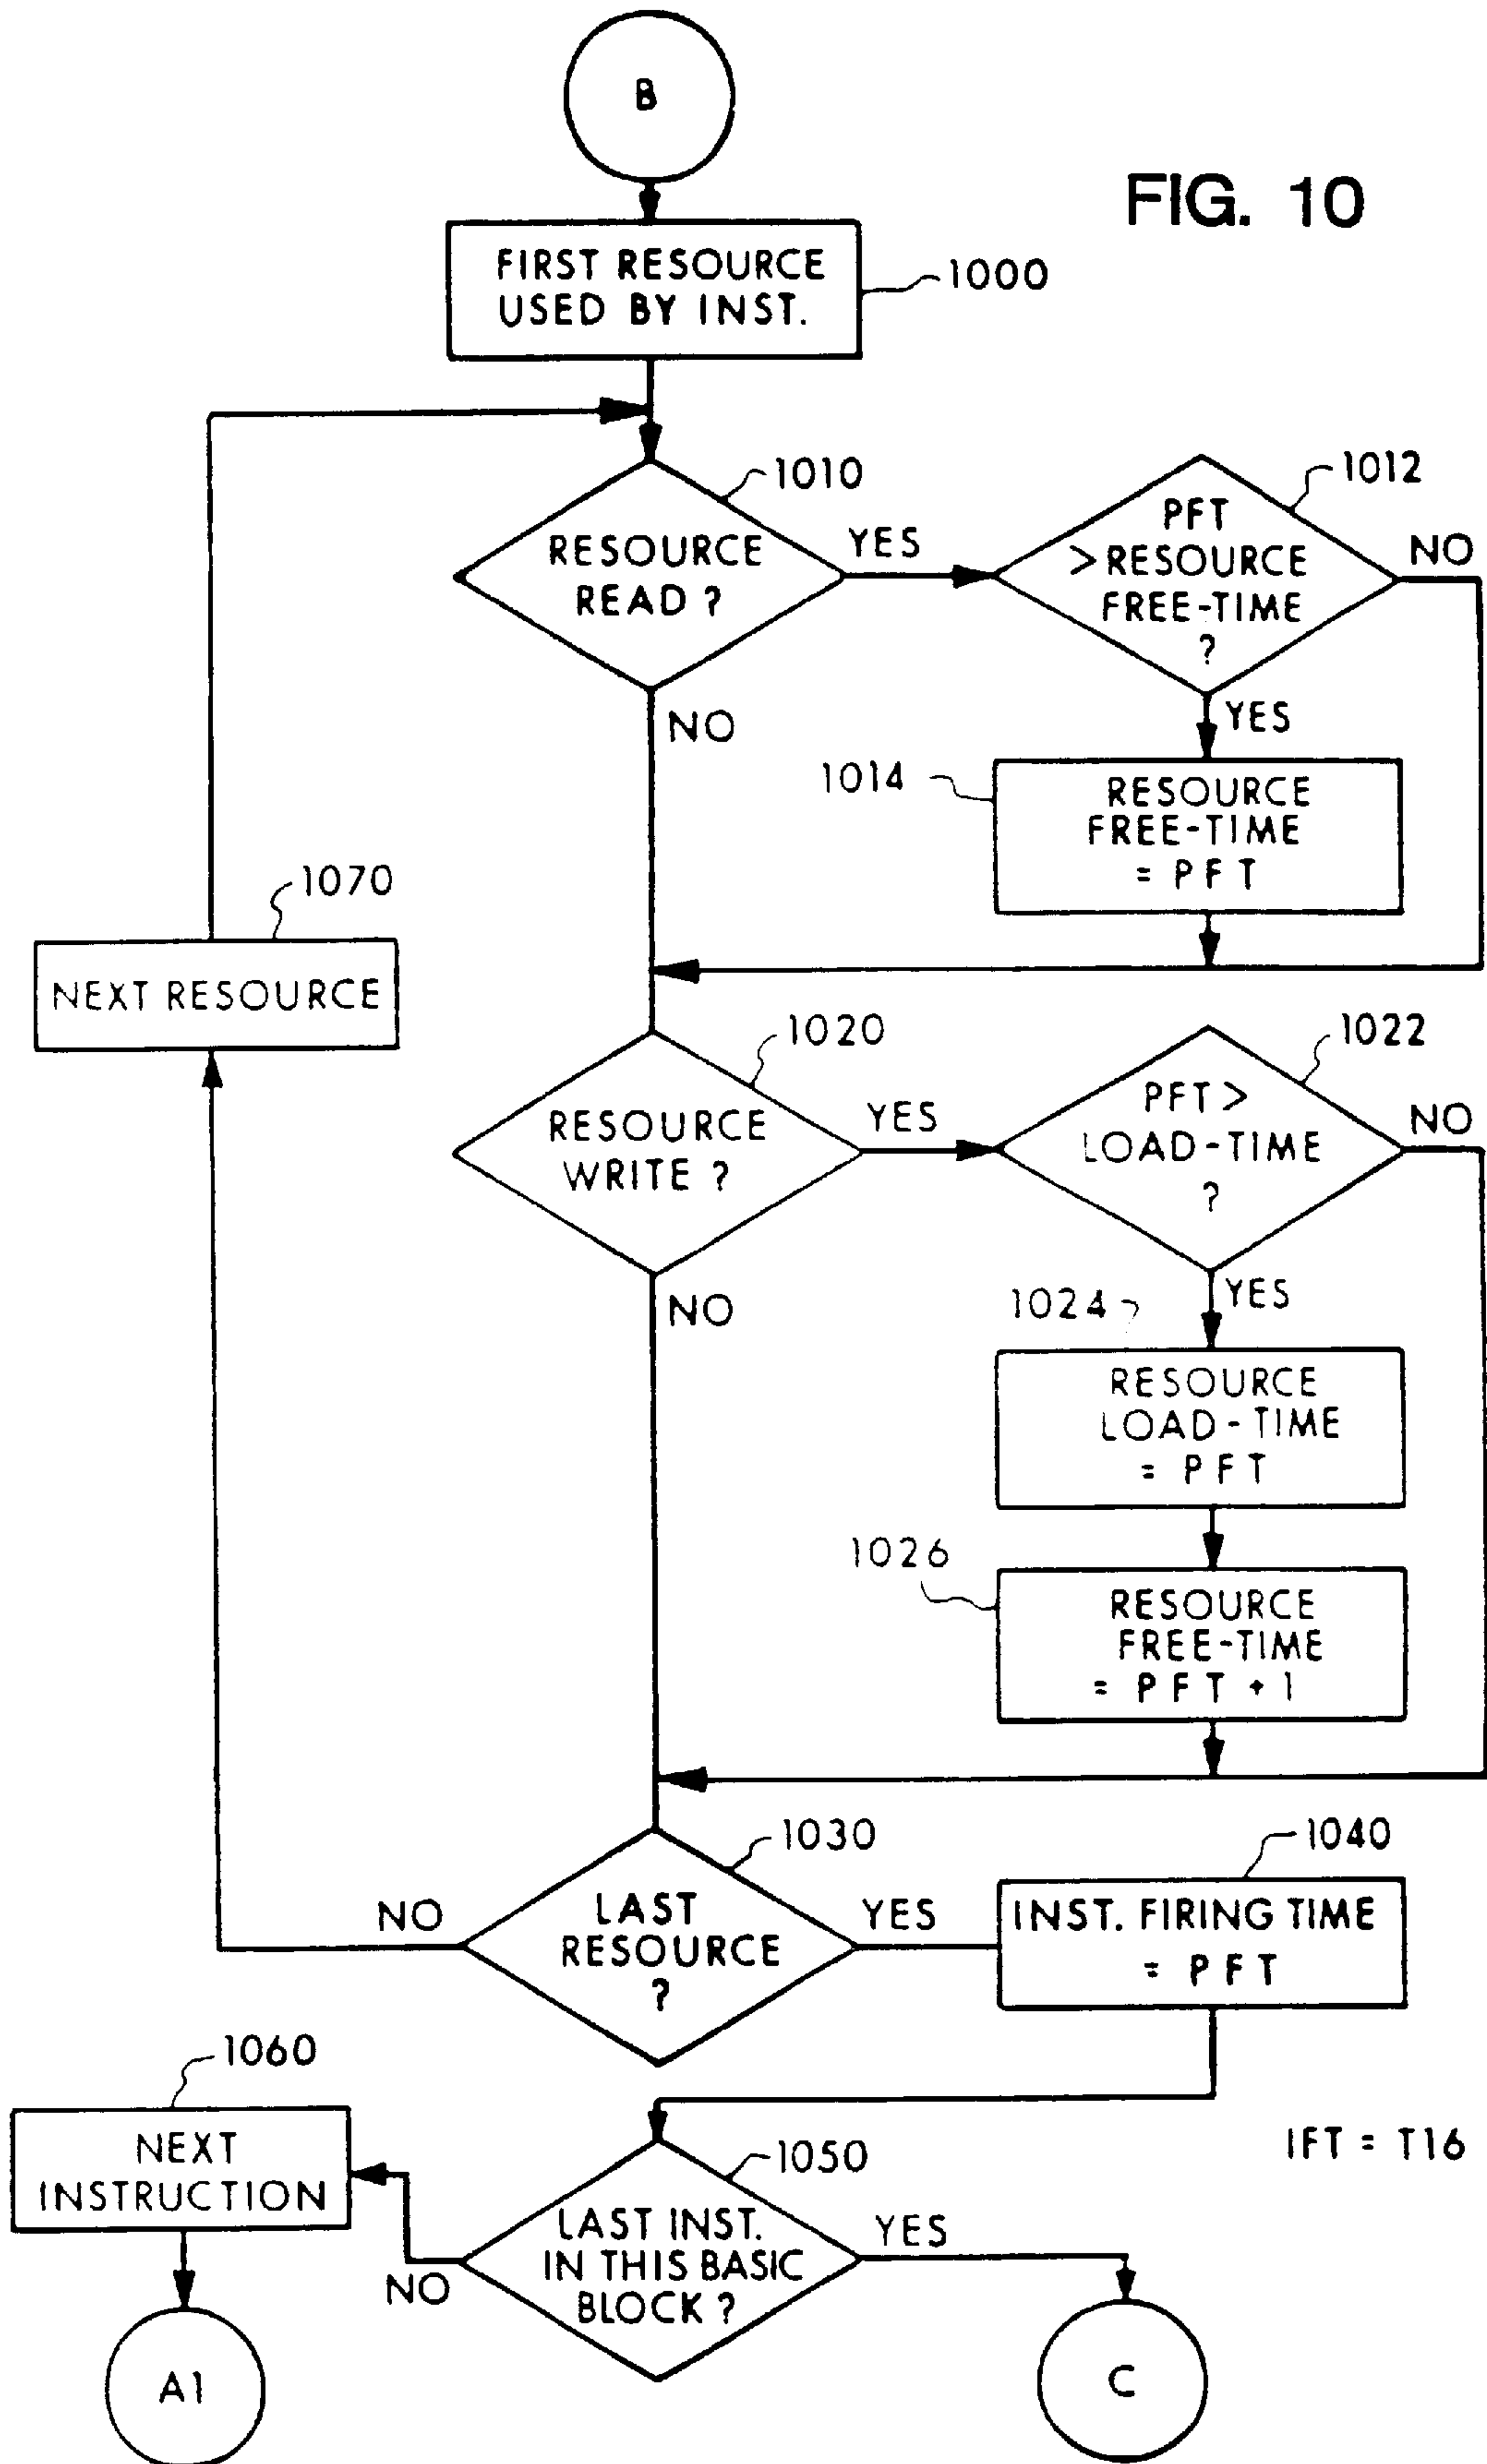 B
FIG. 10
FIRST RESOURCE
USED BY INST.
1000
1010
RESOURCE
READ ?
YES
NO
1012
PFT
> RESOURCE
FREE-TIME
?
NO
YES
1014
RESOURCE
FREE-TIME
= PFT
1070
NEXT RESOURCE
1020
RESOURCE
WRITE ?
YES
NO
1022
PFT >
LOAD-TIME
?
NO
YES
1024
RESOURCE
LOAD-TIME
= PFT
1026
RESOURCE
FREE-TIME
= PFT + 1
1030
LAST
RESOURCE
?
NO
YES
1040
INST. FIRING TIME
= PFT
1060
NEXT
INSTRUCTION
1050
LAST INST.
IN THIS BASIC
BLOCK ?
NO
YES
IFT = T16
A1
C